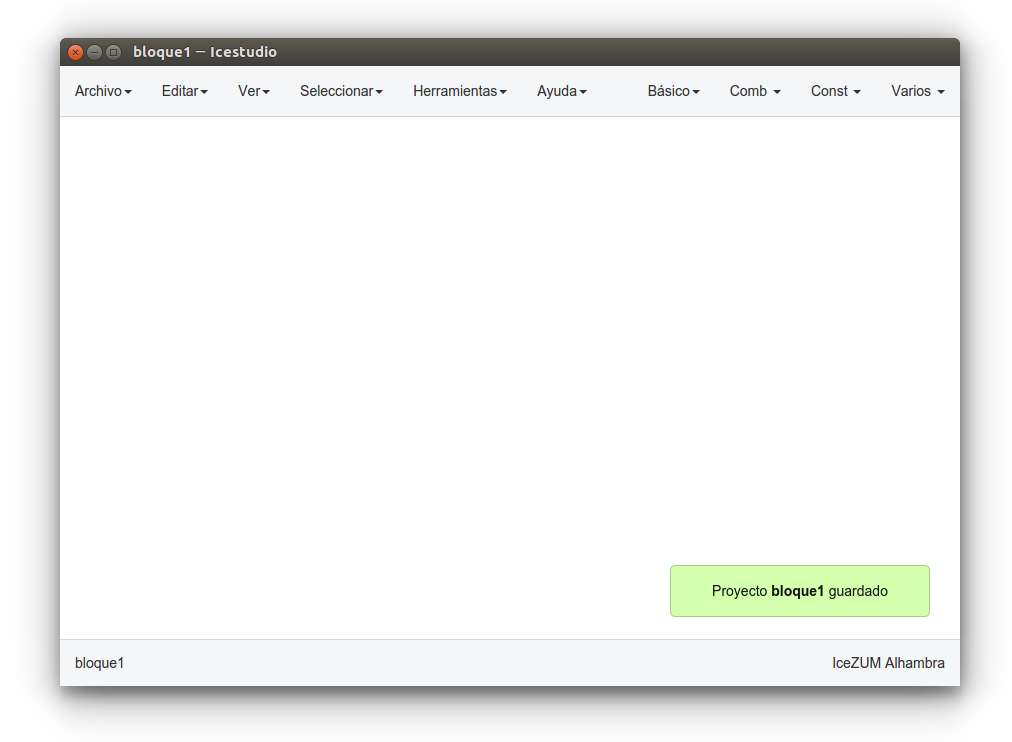 bloque1 — Icestudio
Archivo Editar Ver Seleccionar Herramientas Ayuda Básico Comb Const Varios
Proyecto bloque1 guardado
bloque1 IceZUM Alhambra